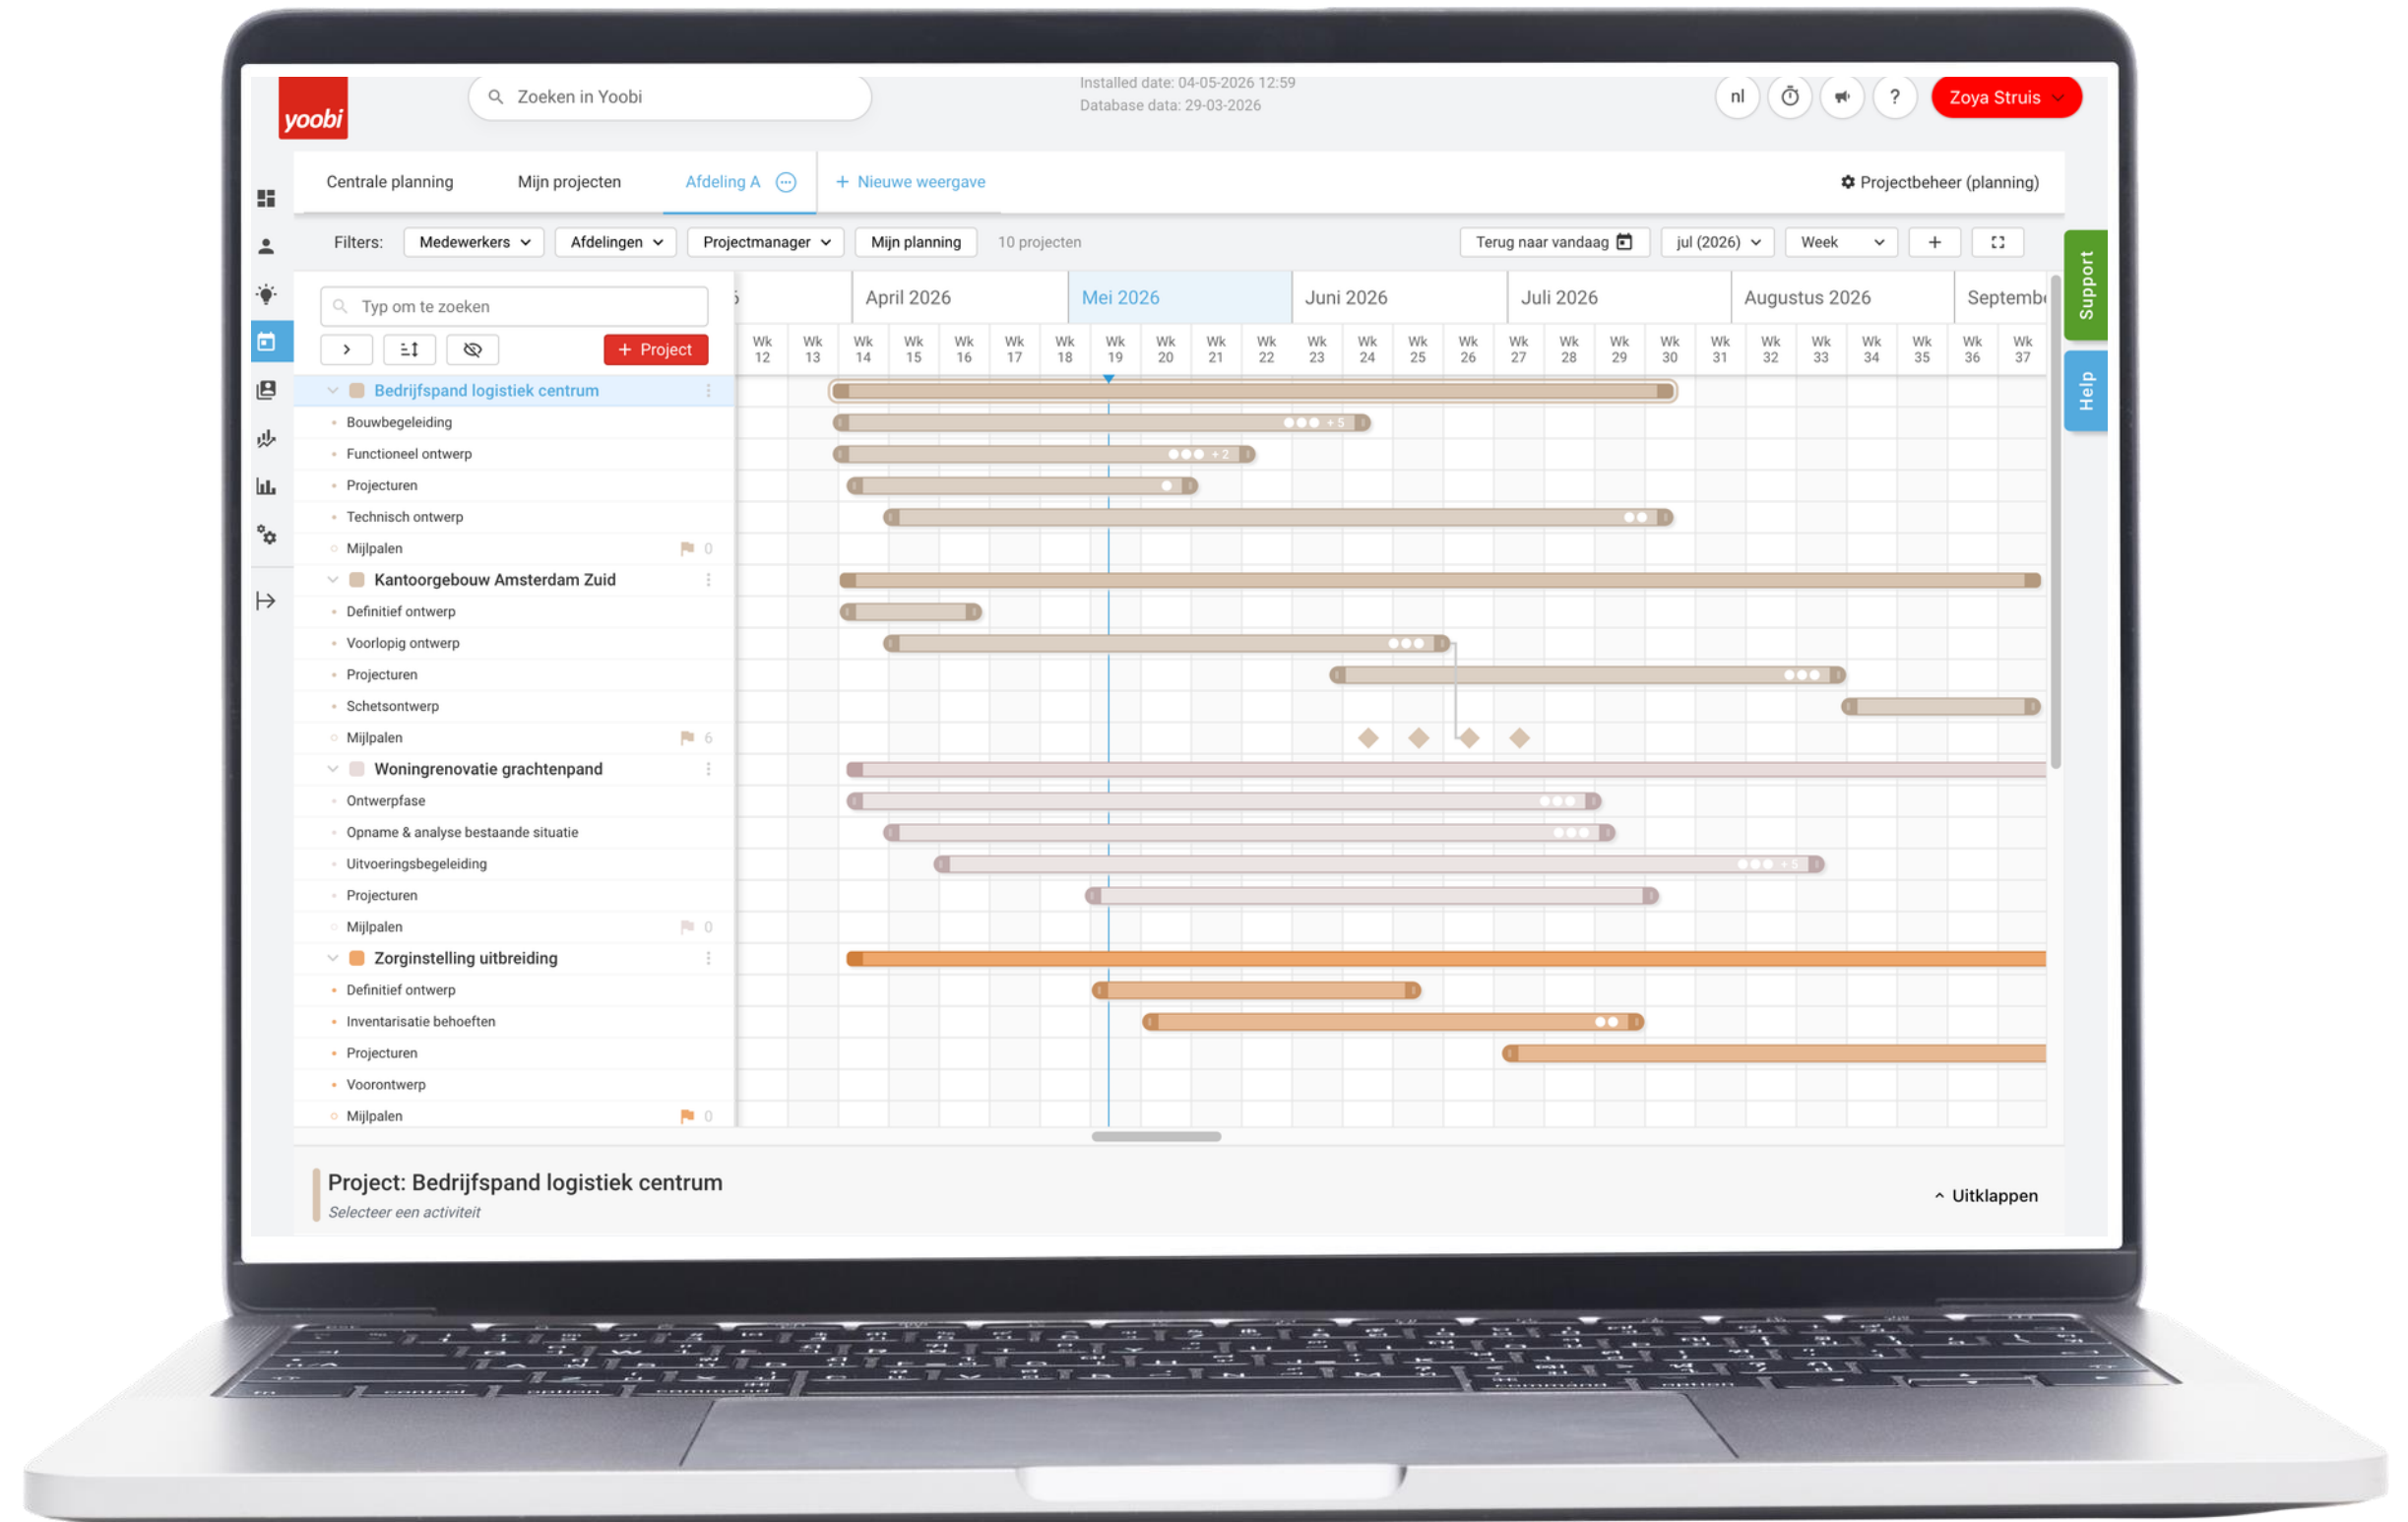 Installed date: 04-05-2026 12:59
yoobi
Zoeken in Yoobi
Database data: 29-03-2026
nl
?
Zoya Struis
Centrale planning
Mijn projecten
Afdeling A
+ Nieuwe weergave
Projectbeheer (planning)
Filters:
Medewerkers
Afdelingen
Projectmanager
Mijn planning
10 projecten
Terug naar vandaag
jul (2026)
Week
+
Support
Help
Typ om te zoeken
+ Project
April 2026
Mei 2026
Juni 2026
Juli 2026
Augustus 2026
Septemb
Wk 12
Wk 13
Wk 14
Wk 15
Wk 16
Wk 17
Wk 18
Wk 19
Wk 20
Wk 21
Wk 22
Wk 23
Wk 24
Wk 25
Wk 26
Wk 27
Wk 28
Wk 29
Wk 30
Wk 31
Wk 32
Wk 33
Wk 34
Wk 35
Wk 36
Wk 37
Bedrijfspand logistiek centrum
Bouwbegeleiding
+ 5
Functioneel ontwerp
+ 2
Projecturen
Technisch ontwerp
Mijlpalen 0
Kantoorgebouw Amsterdam Zuid
Definitief ontwerp
Voorlopig ontwerp
Projecturen
Schetsontwerp
Mijlpalen 6
Woningrenovatie grachtenpand
Ontwerpfase
Opname & analyse bestaande situatie
Uitvoeringsbegeleiding
+ 5
Projecturen
Mijlpalen 0
Zorginstelling uitbreiding
Definitief ontwerp
Inventarisatie behoeften
Projecturen
Voorontwerp
Mijlpalen 0
Project: Bedrijfspand logistiek centrum
Selecteer een activiteit
Uitklappen
control
option
command
command
option